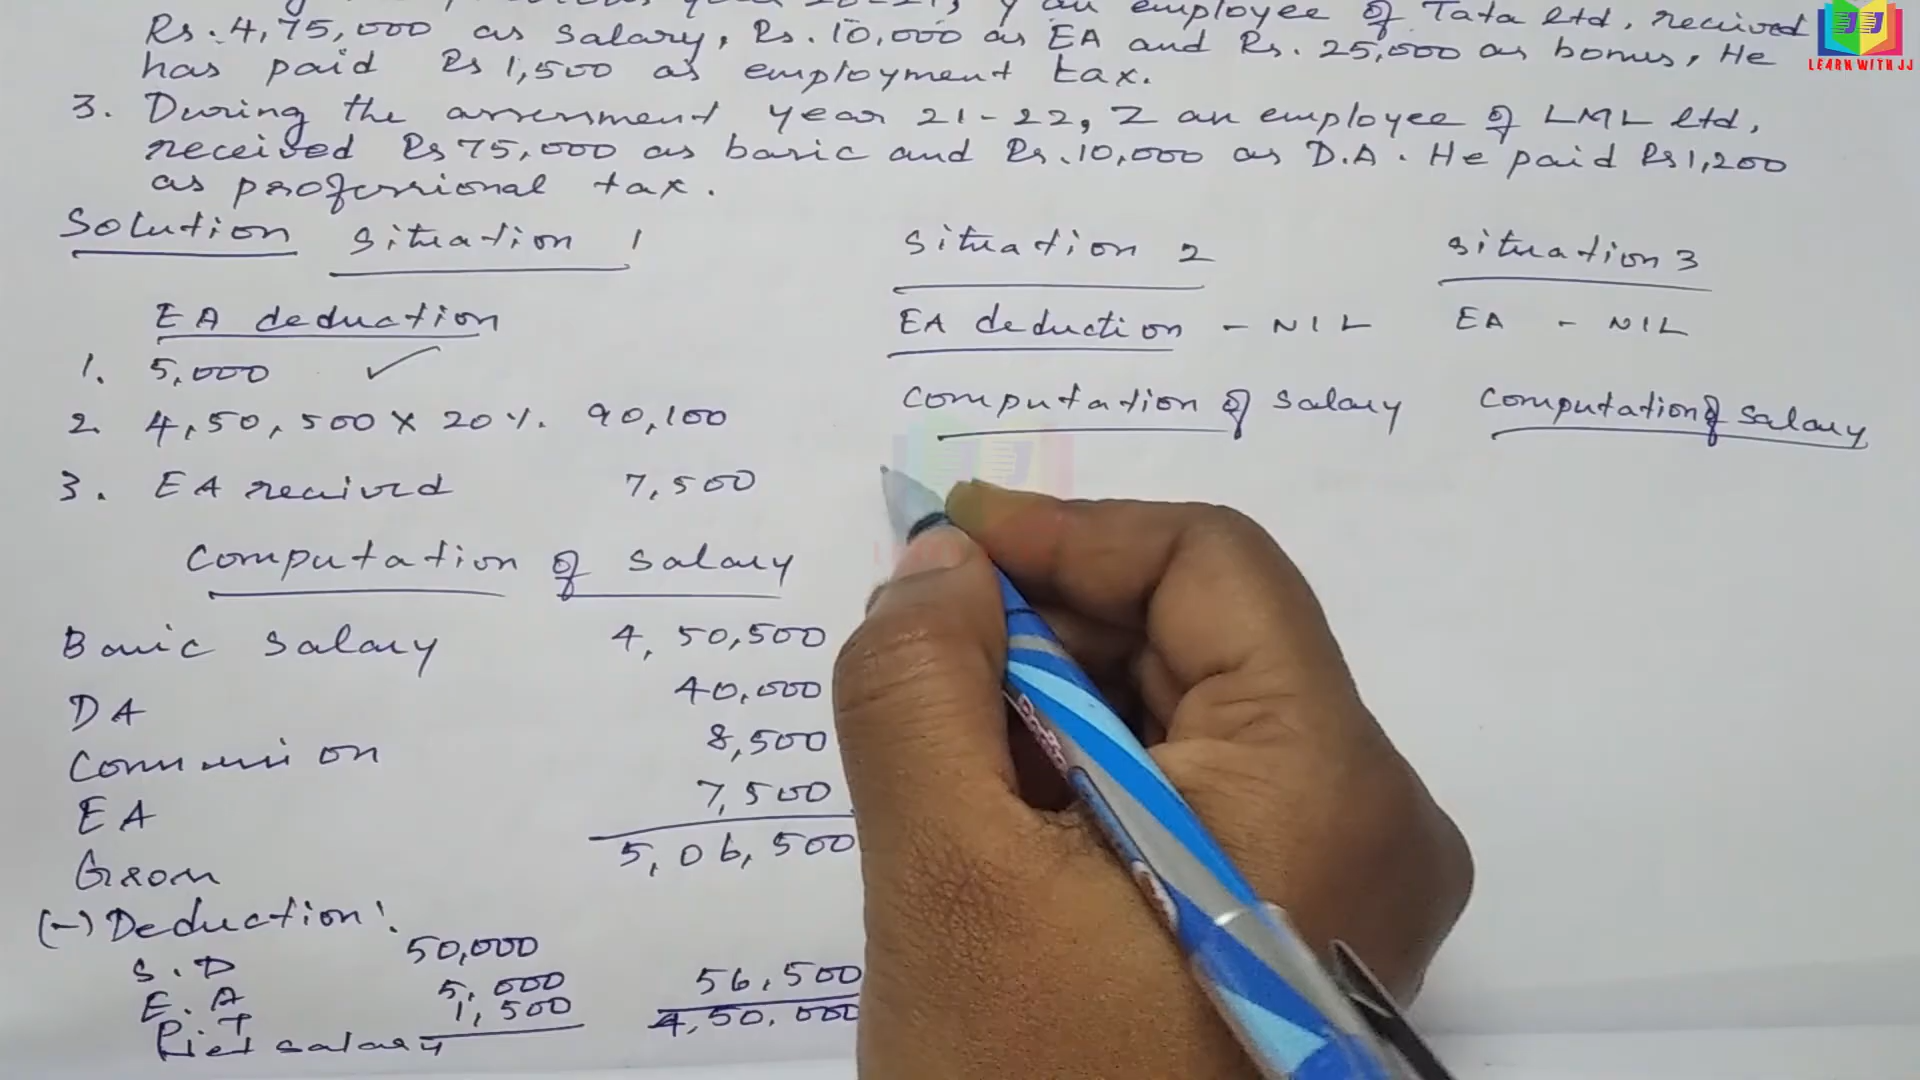 employee of Tata Ltd, recived
Rs. 4,75,000 as salary, Rs. 10,000 as EA and Rs. 25,000 as bonus, He
has paid Rs 1,500 as employment tax.
3. During the assessment year 21-22, Z an employee of LML Ltd,
received Rs 75,000 as basic and Rs. 10,000 as D.A. He paid Rs 1,200
as professional tax.
LEARN WITH JJ
Solution Situation 1
EA deduction
1. 5,000 ✓
2. 4,50,500 x 20%. 90,100
3. EA recived 7,500
Computation of Salary
Basic Salary 4,50,500
DA 40,000
Commission 8,500
EA 7,500
Gross 5,06,500
(-) Deduction:
S.D 50,000
E.A 5,000 56,500
P.T 1,500 4,50,000
Net salary
Situation 2
EA deduction - NIL
Computation of Salary
Situation 3
EA - NIL
Computation of Salary